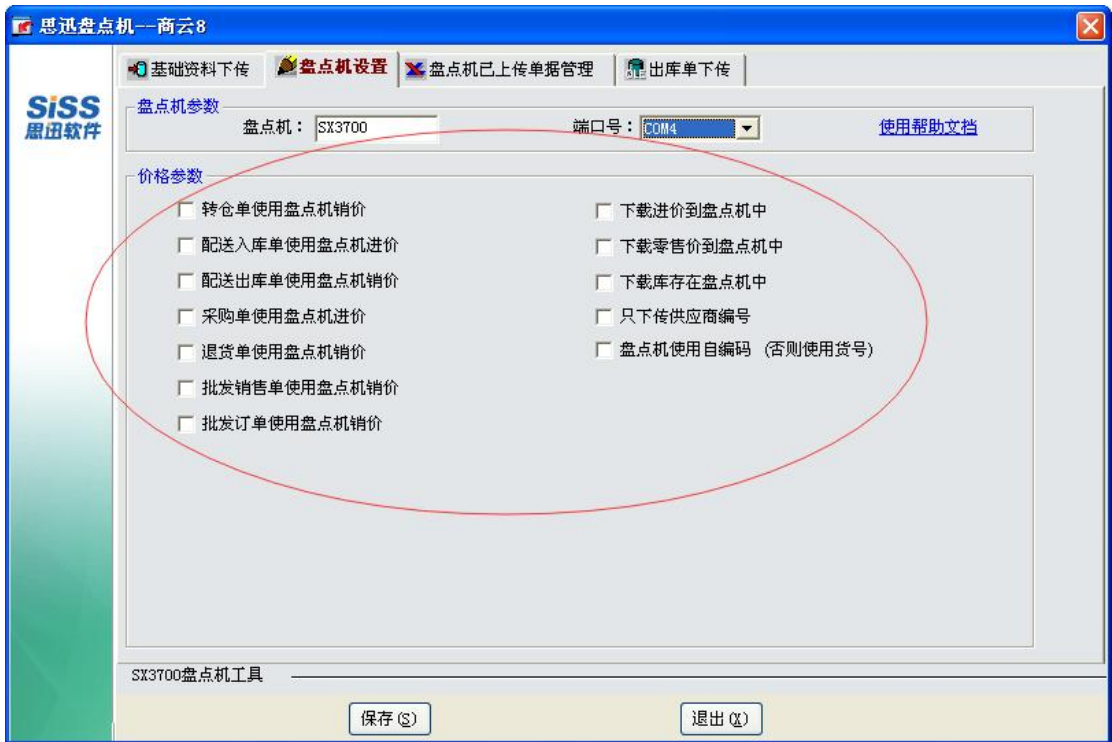 思迅盘点机--商云8
基础资料下传 盘点机设置 盘点机已上传单据管理 出库单下传
SiSS
思迅软件
盘点机参数
盘点机： SX3700 端口号： COM4 使用帮助文档
价格参数
转仓单使用盘点机销价 下载进价到盘点机中
配送入库单使用盘点机进价 下载零售价到盘点机中
配送出库单使用盘点机销价 下载库存在盘点机中
采购单使用盘点机进价 只下传供应商编号
退货单使用盘点机销价 盘点机使用自编码 (否则使用货号)
批发销售单使用盘点机销价
批发订单使用盘点机销价
SX3700盘点机工具
保存(S) 退出(X)